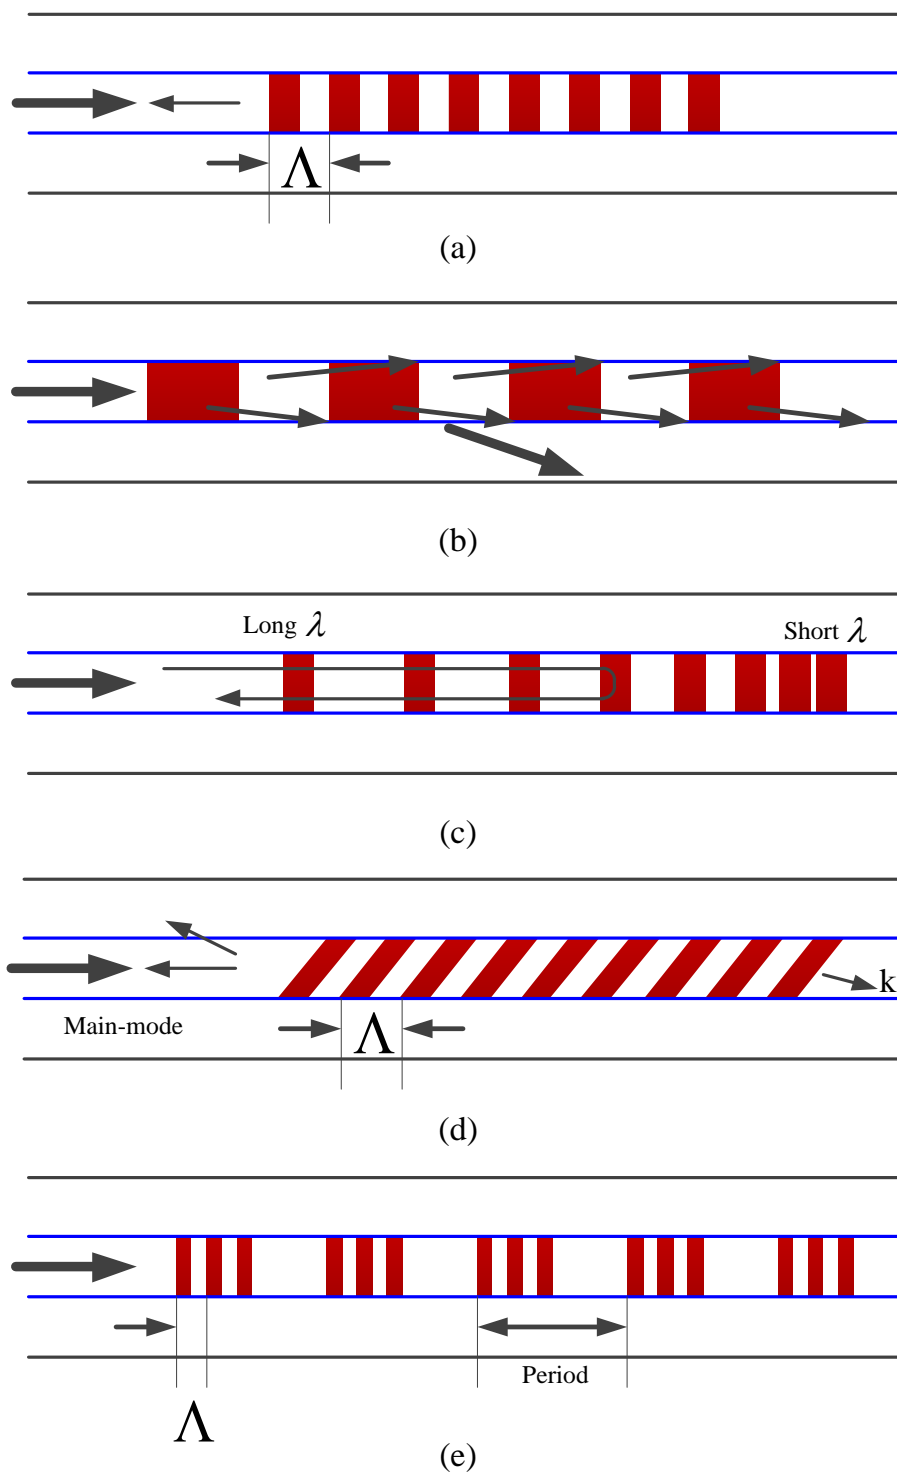 Λ
(a)
(b)
Long λ
Short λ
(c)
k
Main-mode
Λ
(d)
Period
Λ
(e)